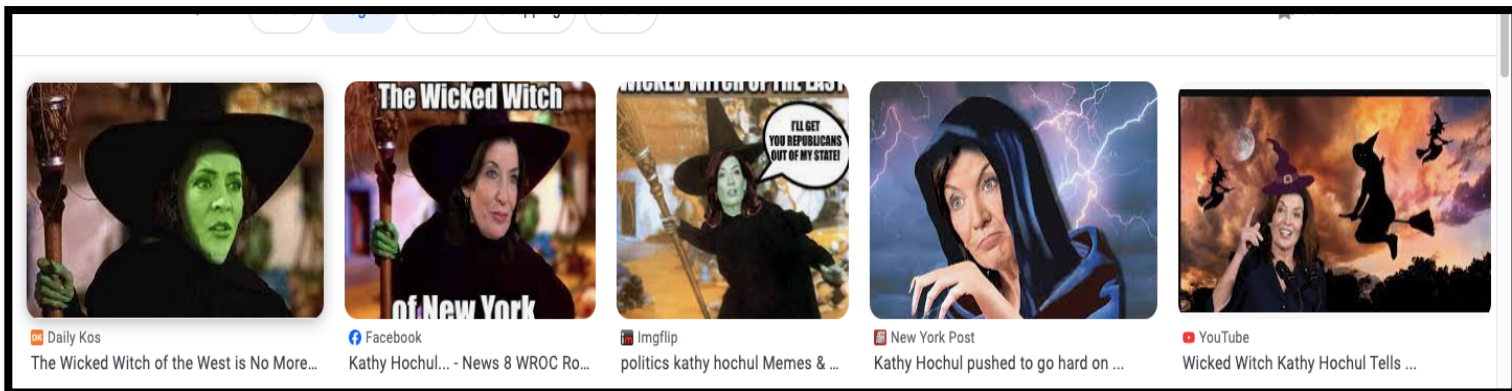 The Wicked Witch
of New York
WICKED WITCH OF THE EAST
I'LL GET
YOU REPUBLICANS
OUT OF MY STATE!
Daily Kos
The Wicked Witch of the West is No More...
Facebook
Kathy Hochul... - News 8 WROC Ro...
Imgflip
politics kathy hochul Memes & ...
New York Post
Kathy Hochul pushed to go hard on ...
YouTube
Wicked Witch Kathy Hochul Tells ...